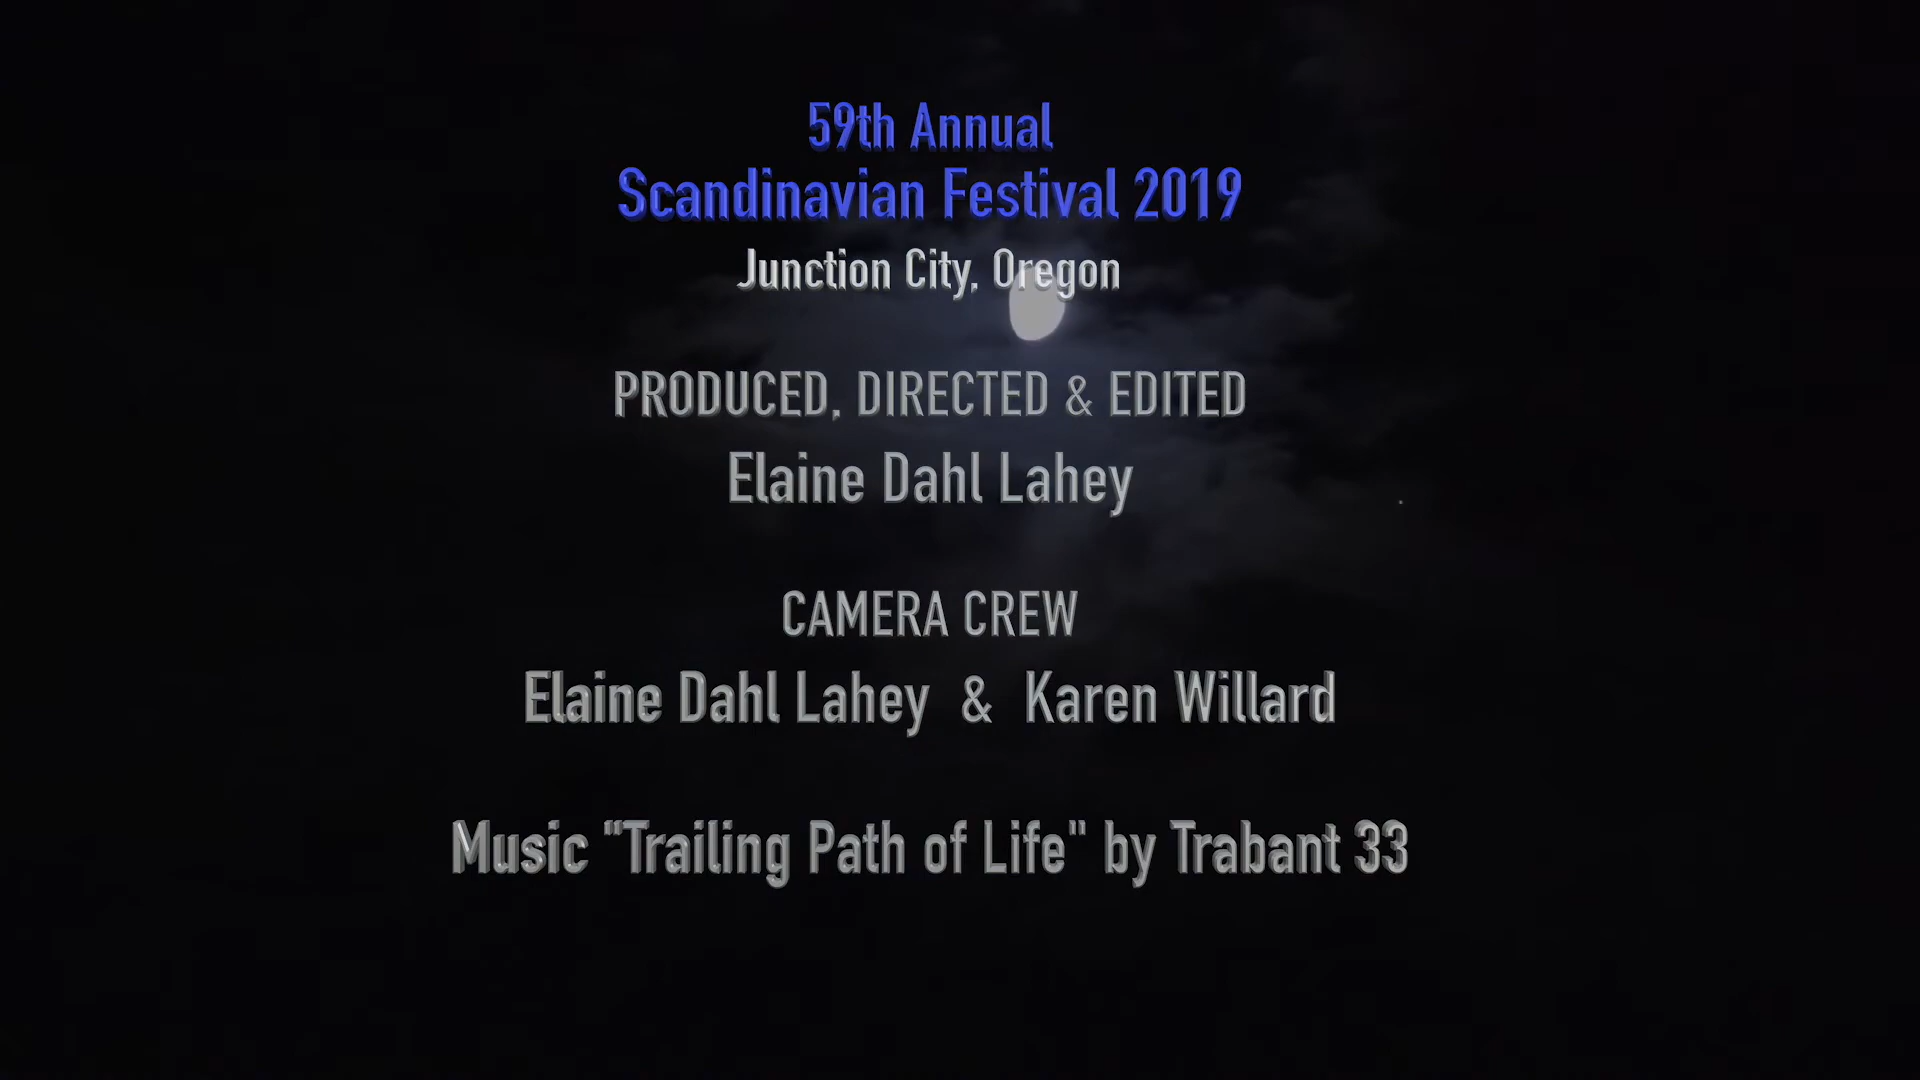 59th Annual
Scandinavian Festival 2019
Junction City, Oregon
PRODUCED, DIRECTED & EDITED
Elaine Dahl Lahey
CAMERA CREW
Elaine Dahl Lahey & Karen Willard
Music "Trailing Path of Life" by Trabant 33